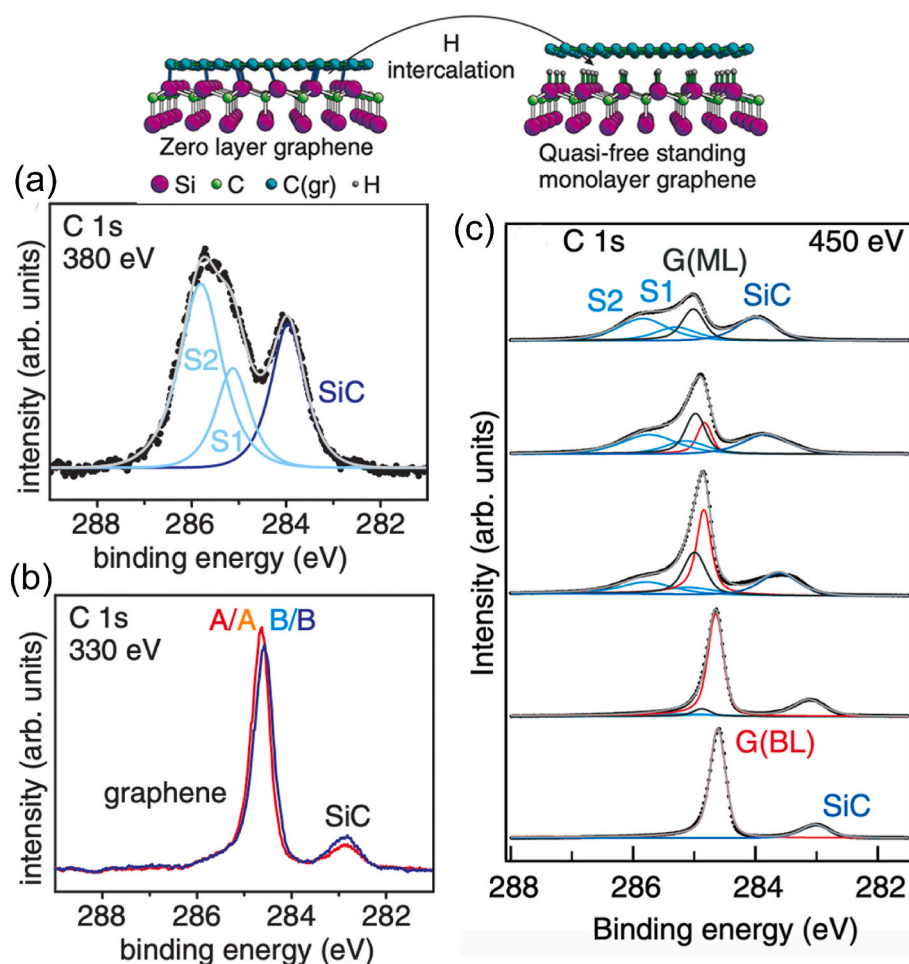 H
intercalation
Zero layer graphene
Quasi-free standing
monolayer graphene
Si C C(gr) H
(a)
C 1s
380 eV
S2
S1
SiC
intensity (arb. units)
288 286 284 282
binding energy (eV)
(b)
C 1s
330 eV
A/A B/B
graphene
SiC
intensity (arb. units)
288 286 284 282
binding energy (eV)
(c)
C 1s
450 eV
G(ML)
S2
S1
SiC
G(BL)
SiC
Intensity (arb. units)
288 286 284 282
Binding energy (eV)